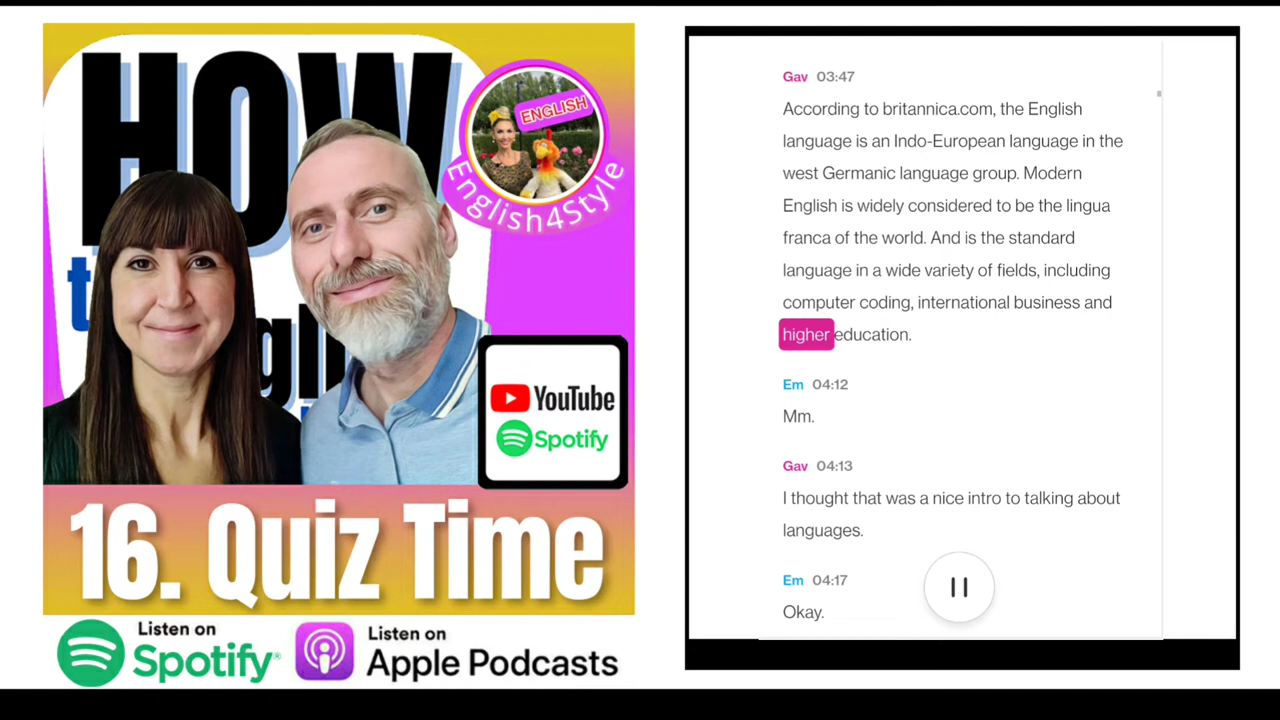 HOW
t
gl
ENGLISH
English4Style
YouTube
Spotify
16. Quiz Time
Listen on
Spotify
Listen on
Apple Podcasts
Gav 03:47
According to britannica.com, the English
language is an Indo-European language in the
west Germanic language group. Modern
English is widely considered to be the lingua
franca of the world. And is the standard
language in a wide variety of fields, including
computer coding, international business and
higher education.
Em 04:12
Mm.
Gav 04:13
I thought that was a nice intro to talking about
languages.
Em 04:17
Okay.